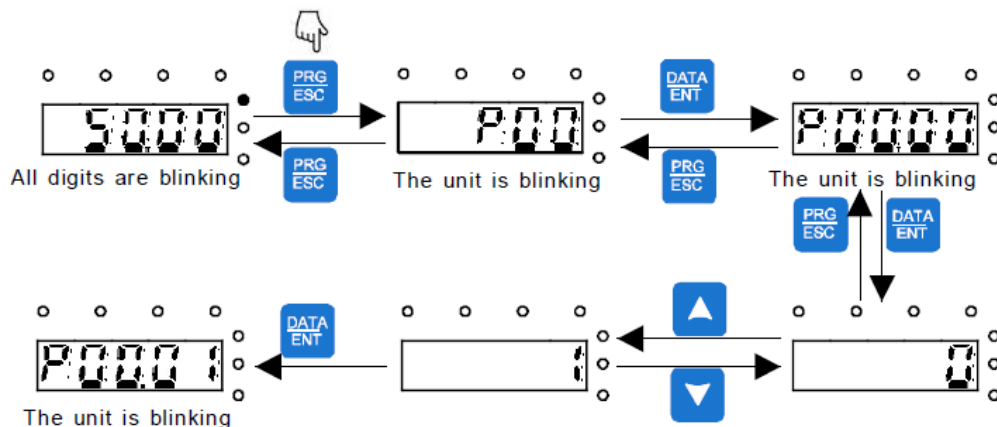 PRG
ESC
DATA
ENT
50.00
P00
P00.00
PRG
ESC
PRG
ESC
All digits are blinking
The unit is blinking
The unit is blinking
PRG
ESC
DATA
ENT
DATA
ENT
P00.01
1
0
The unit is blinking